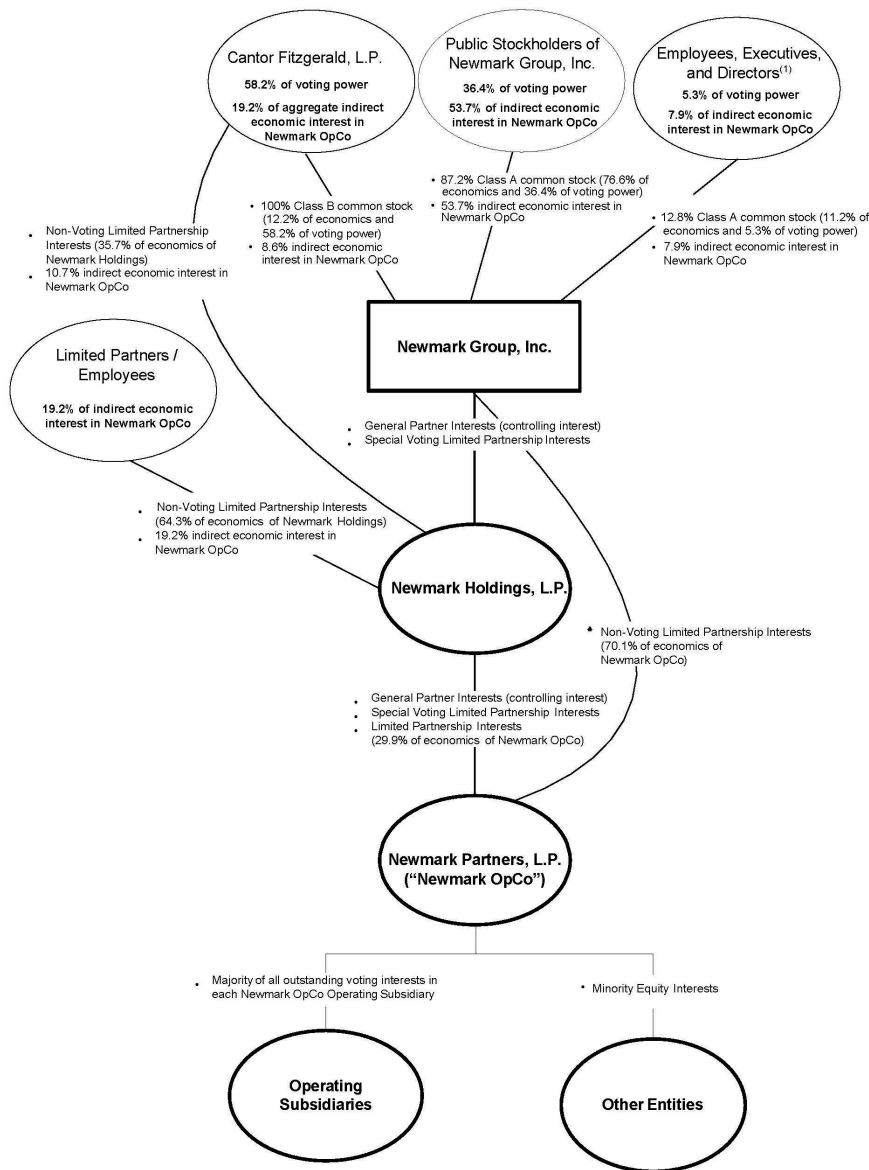 Cantor Fitzgerald, L.P.
58.2% of voting power
19.2% of aggregate indirect
economic interest in
Newmark OpCo
Public Stockholders of
Newmark Group, Inc.
36.4% of voting power
53.7% of indirect economic
interest in Newmark OpCo
Employees, Executives,
and Directors(1)
5.3% of voting power
7.9% of indirect economic
interest in Newmark OpCo
• Non-Voting Limited Partnership
Interests (35.7% of economics of
Newmark Holdings)
• 10.7% indirect economic interest in
Newmark OpCo
• 100% Class B common stock
(12.2% of economics and
58.2% of voting power)
• 8.6% indirect economic
interest in Newmark OpCo
• 87.2% Class A common stock (76.6% of
economics and 36.4% of voting power)
• 53.7% indirect economic interest in
Newmark OpCo
• 12.8% Class A common stock (11.2% of
economics and 5.3% of voting power)
• 7.9% indirect economic interest in
Newmark OpCo
Newmark Group, Inc.
Limited Partners /
Employees
19.2% of indirect economic
interest in Newmark OpCo
• General Partner Interests (controlling interest)
• Special Voting Limited Partnership Interests
• Non-Voting Limited Partnership Interests
(64.3% of economics of Newmark Holdings)
• 19.2% indirect economic interest in
Newmark OpCo
Newmark Holdings, L.P.
• Non-Voting Limited Partnership Interests
(70.1% of economics of
Newmark OpCo)
• General Partner Interests (controlling interest)
• Special Voting Limited Partnership Interests
• Limited Partnership Interests
(29.9% of economics of Newmark OpCo)
Newmark Partners, L.P.
(“Newmark OpCo”)
• Majority of all outstanding voting interests in
each Newmark OpCo Operating Subsidiary
• Minority Equity Interests
Operating
Subsidiaries
Other Entities